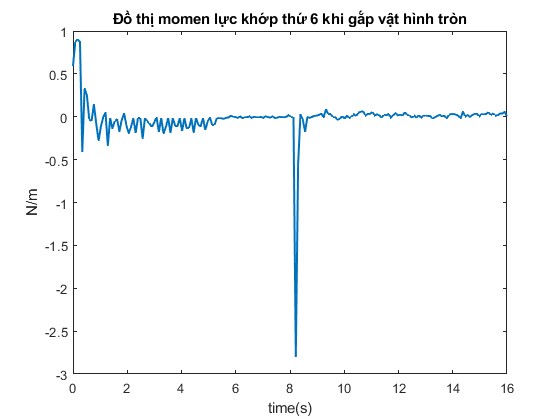 Đồ thị momen lực khớp thứ 6 khi gắp vật hình tròn
1
0.5
0
-0.5
-1
-1.5
-2
-2.5
-3
N/m
0 2 4 6 8 10 12 14 16
time(s)